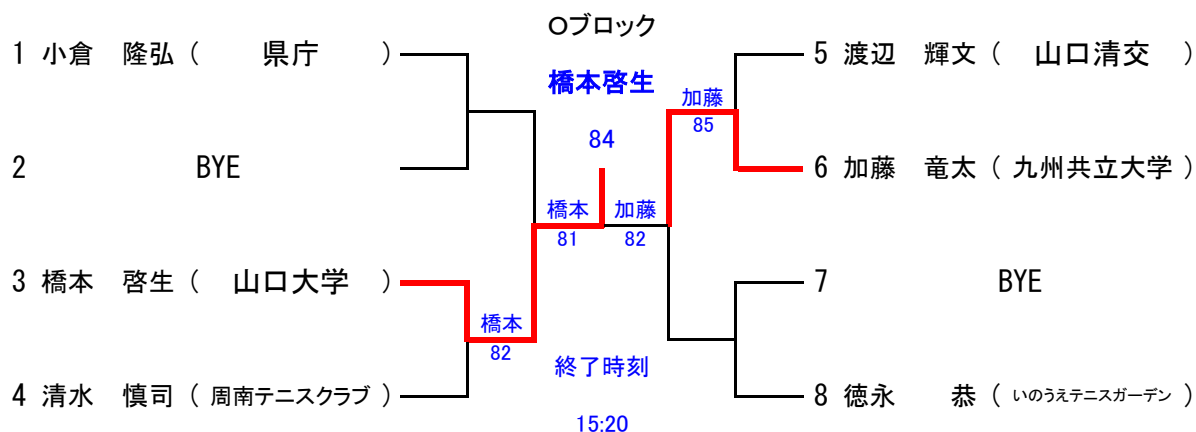 Oブロック
1 小倉　隆弘 （ 県庁 ）
5 渡辺　輝文 （ 山口清交 ）
橋本啓生
加藤
85
84
2 BYE
6 加藤　竜太 （ 九州共立大学 ）
橋本
81
加藤
82
3 橋本　啓生 （ 山口大学 ）
7 BYE
橋本
82
終了時刻
4 清水　慎司 （ 周南テニスクラブ ）
8 徳永　　恭 （ いのうえテニスガーデン ）
15:20